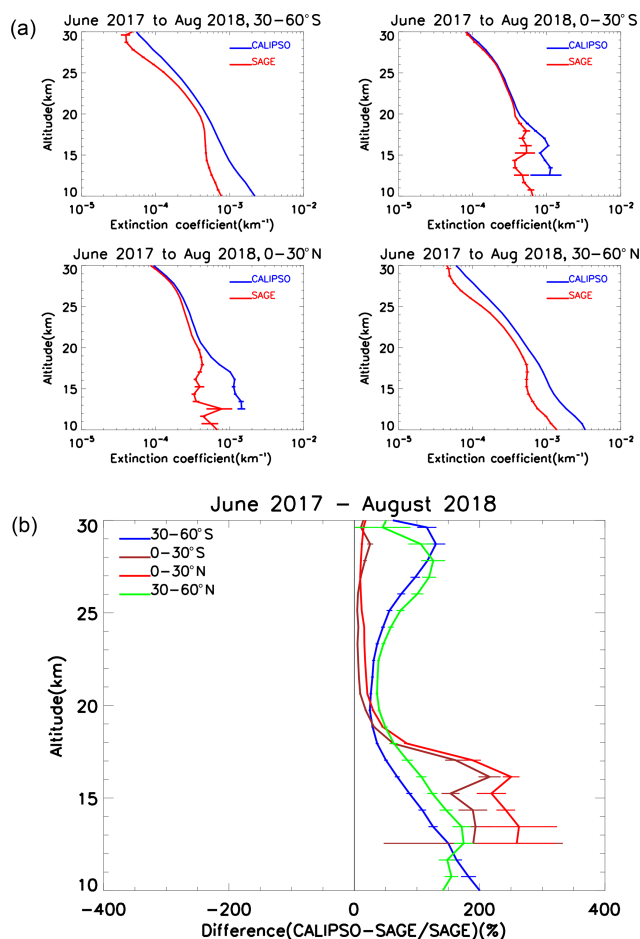 (a)
June 2017 to Aug 2018, 30-60°S
Altitude(km)
30
25
20
15
10
CALIPSO
SAGE
10⁻⁵ 10⁻⁴ 10⁻³ 10⁻²
Extinction coefficient(km⁻¹)
June 2017 to Aug 2018, 0-30°S
Altitude(km)
30
25
20
15
10
CALIPSO
SAGE
10⁻⁵ 10⁻⁴ 10⁻³ 10⁻²
Extinction coefficient(km⁻¹)
June 2017 to Aug 2018, 0-30°N
Altitude(km)
30
25
20
15
10
CALIPSO
SAGE
10⁻⁵ 10⁻⁴ 10⁻³ 10⁻²
Extinction coefficient(km⁻¹)
June 2017 to Aug 2018, 30-60°N
Altitude(km)
30
25
20
15
10
CALIPSO
SAGE
10⁻⁵ 10⁻⁴ 10⁻³ 10⁻²
Extinction coefficient(km⁻¹)
(b)
June 2017 - August 2018
Altitude(km)
30
25
20
15
10
30-60°S
0-30°S
0-30°N
30-60°N
-400 -200 0 200 400
Difference(CALIPSO-SAGE/SAGE)(%)